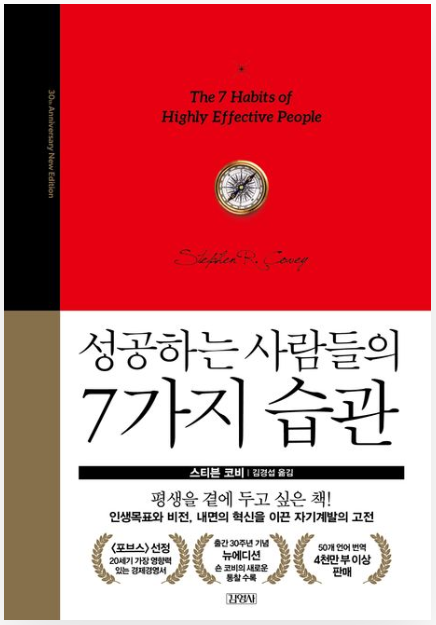 30th Anniversary New Edition
The 7 Habits of
Highly Effective People
Stephen R. Covey
성공하는 사람들의
7가지 습관
스티븐 코비 | 김경섭 옮김
평생을 곁에 두고 싶은 책!
인생목표와 비전, 내면의 혁신을 이끈 자기계발의 고전
《포브스》 선정
20세기 가장 영향력
있는 경제경영서
출간 30주년 기념
뉴에디션
숀 코비의 새로운
통찰 수록
50개 언어 번역
4천만 부 이상
판매
김영사